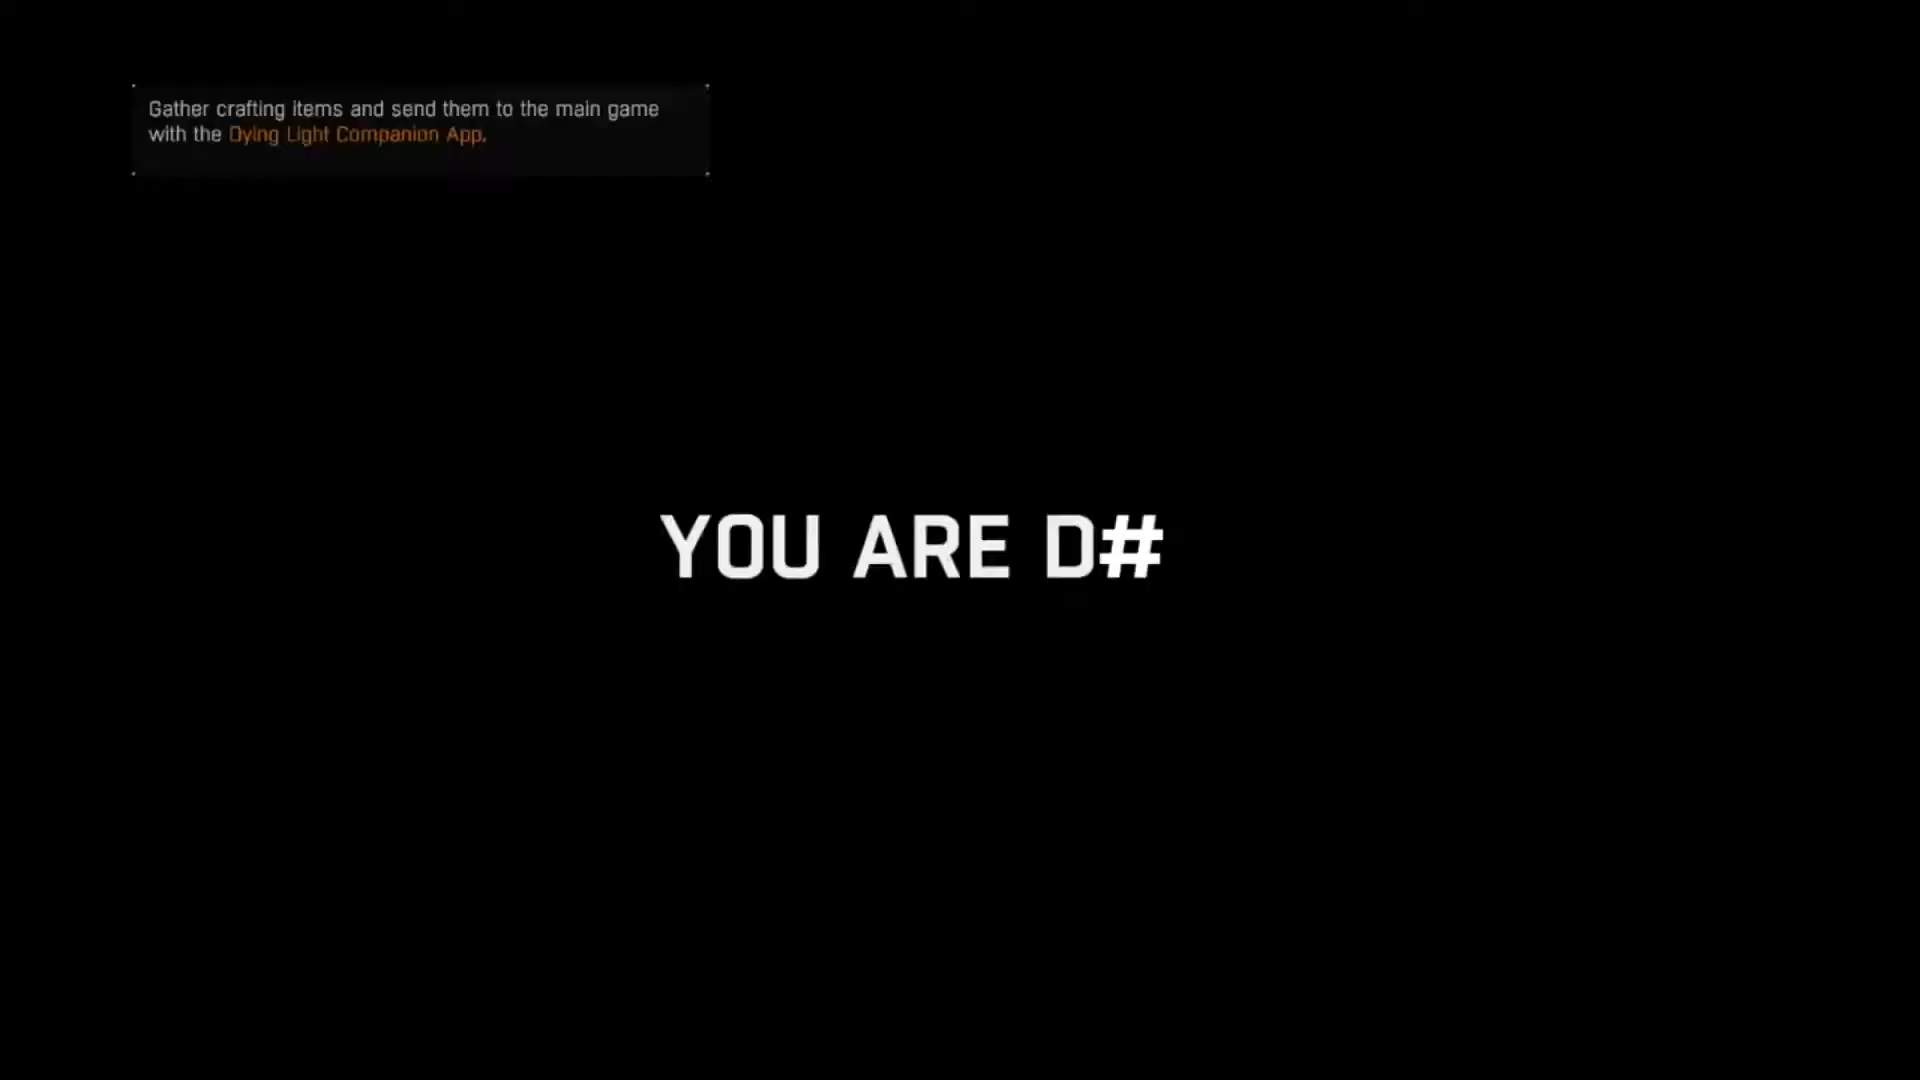 Gather crafting items and send them to the main game
with the Dying Light Companion App.
YOU ARE D#